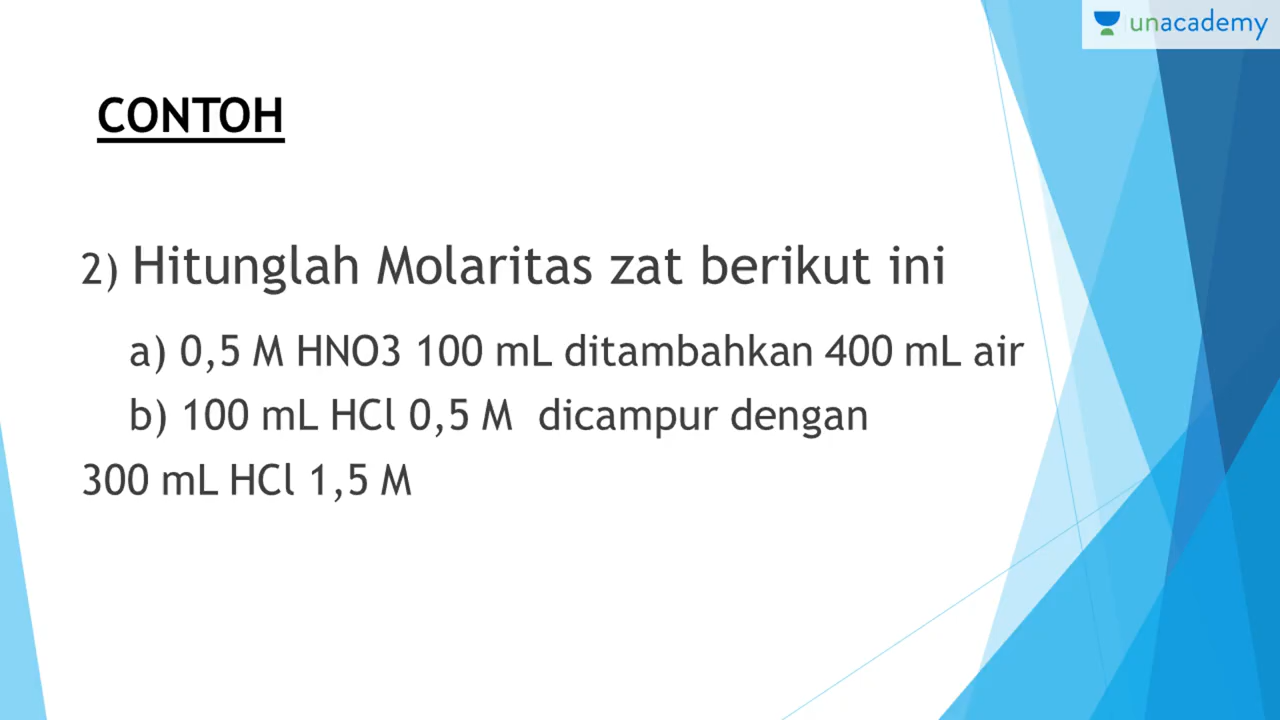 unacademy
CONTOH
2) Hitunglah Molaritas zat berikut ini
a) 0,5 M HNO3 100 mL ditambahkan 400 mL air
b) 100 mL HCl 0,5 M dicampur dengan
300 mL HCl 1,5 M